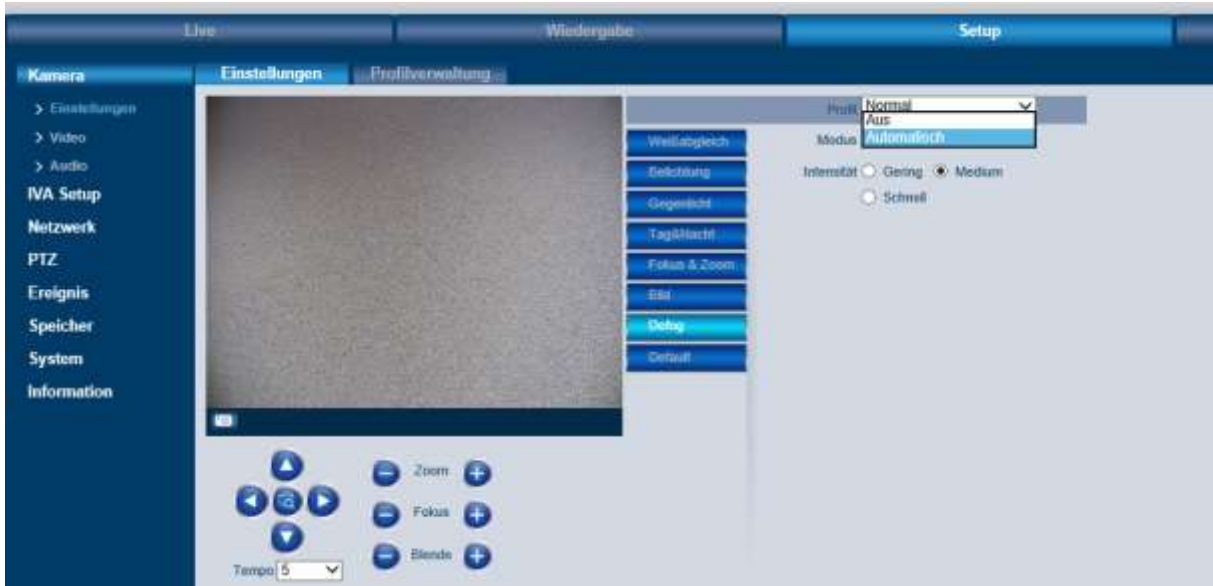 Live
Wiedergabe
Setup
Kamera
Einstellungen
Profilverwaltung
> Einstellungen
> Video
> Audio
IVA Setup
Netzwerk
PTZ
Ereignis
Speicher
System
Information
Weißabgleich
Belichtung
Gegenlicht
Tag&Nacht
Fokus & Zoom
Bild
Defog
Default
Profil Normal
Aus
Modus Automatisch
Intensität Gering Medium
Schnell
Zoom
Fokus
Blende
Tempo 5